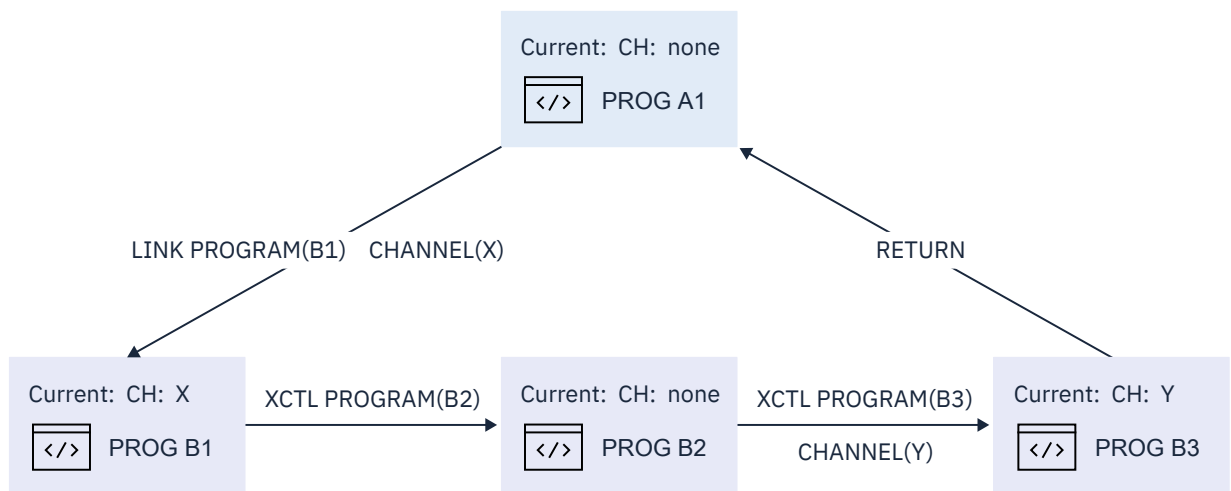 Current: CH: none
</> PROG A1
LINK PROGRAM(B1) CHANNEL(X)
RETURN
Current: CH: X
</> PROG B1
XCTL PROGRAM(B2)
Current: CH: none
</> PROG B2
XCTL PROGRAM(B3)
CHANNEL(Y)
Current: CH: Y
</> PROG B3